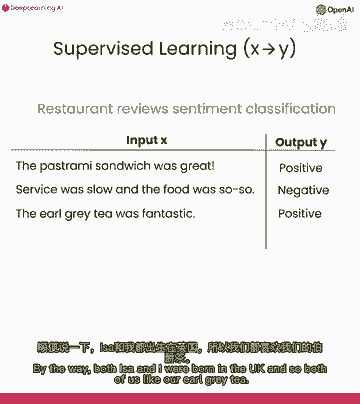 DeepLearning.AI
OpenAI
Supervised Learning (x→y)
Restaurant reviews sentiment classification
Input x
Output y
The pastrami sandwich was great!
Positive
Service was slow and the food was so-so.
Negative
The earl grey tea was fantastic.
Positive
顺便说一下，Isa和我都出生在英国，所以我们都喜欢我们的伯
爵茶。
By the way, both Isa and I were born in the UK and so both
of us like our earl grey tea.